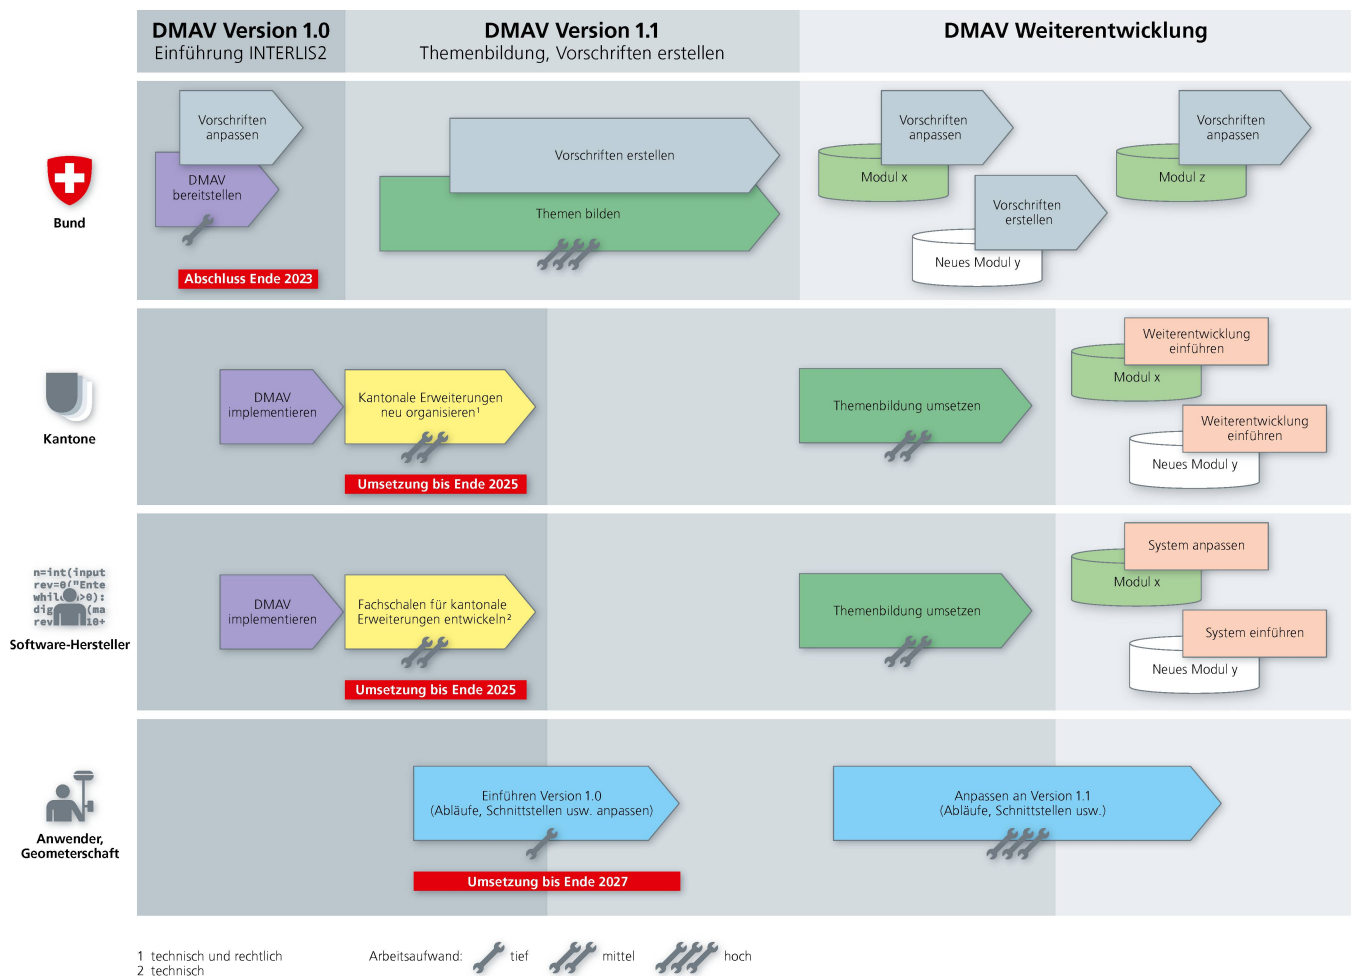 DMAV Version 1.0
Einführung INTERLIS2
DMAV Version 1.1
Themenbildung, Vorschriften erstellen
DMAV Weiterentwicklung
Bund
Vorschriften
anpassen
DMAV
bereitstellen
Abschluss Ende 2023
Vorschriften erstellen
Themen bilden
Vorschriften
anpassen
Modul x
Vorschriften
erstellen
Neues Modul y
Vorschriften
anpassen
Modul z
Kantone
DMAV
implementieren
Kantonale Erweiterungen
neu organisieren¹
Umsetzung bis Ende 2025
Themenbildung umsetzen
Weiterentwicklung
einführen
Modul x
Weiterentwicklung
einführen
Neues Modul y
n=int(input
rev=0("Ente
whil >0):
dig (ma
rev 10+
Software-Hersteller
DMAV
implementieren
Fachschalen für kantonale
Erweiterungen entwickeln²
Umsetzung bis Ende 2025
Themenbildung umsetzen
System anpassen
Modul x
System einführen
Neues Modul y
Anwender,
Geometerschaft
Einführen Version 1.0
(Abläufe, Schnittstellen usw. anpassen)
Umsetzung bis Ende 2027
Anpassen an Version 1.1
(Abläufe, Schnittstellen usw.)
1 technisch und rechtlich
2 technisch
Arbeitsaufwand: tief mittel hoch